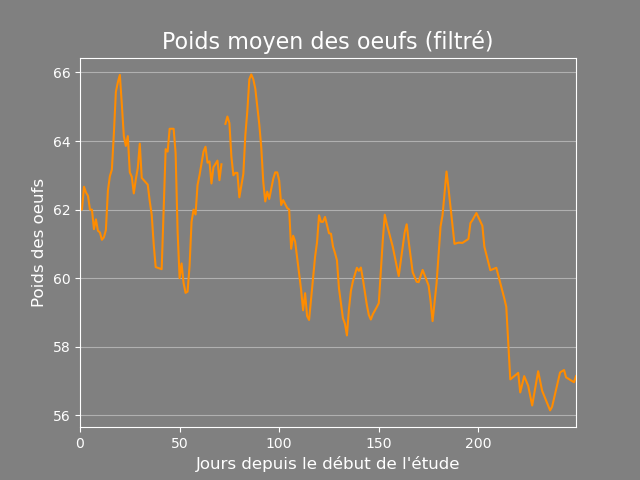 Poids moyen des oeufs (filtré)
Poids des oeufs
66
64
62
60
58
56
0 50 100 150 200
Jours depuis le début de l'étude